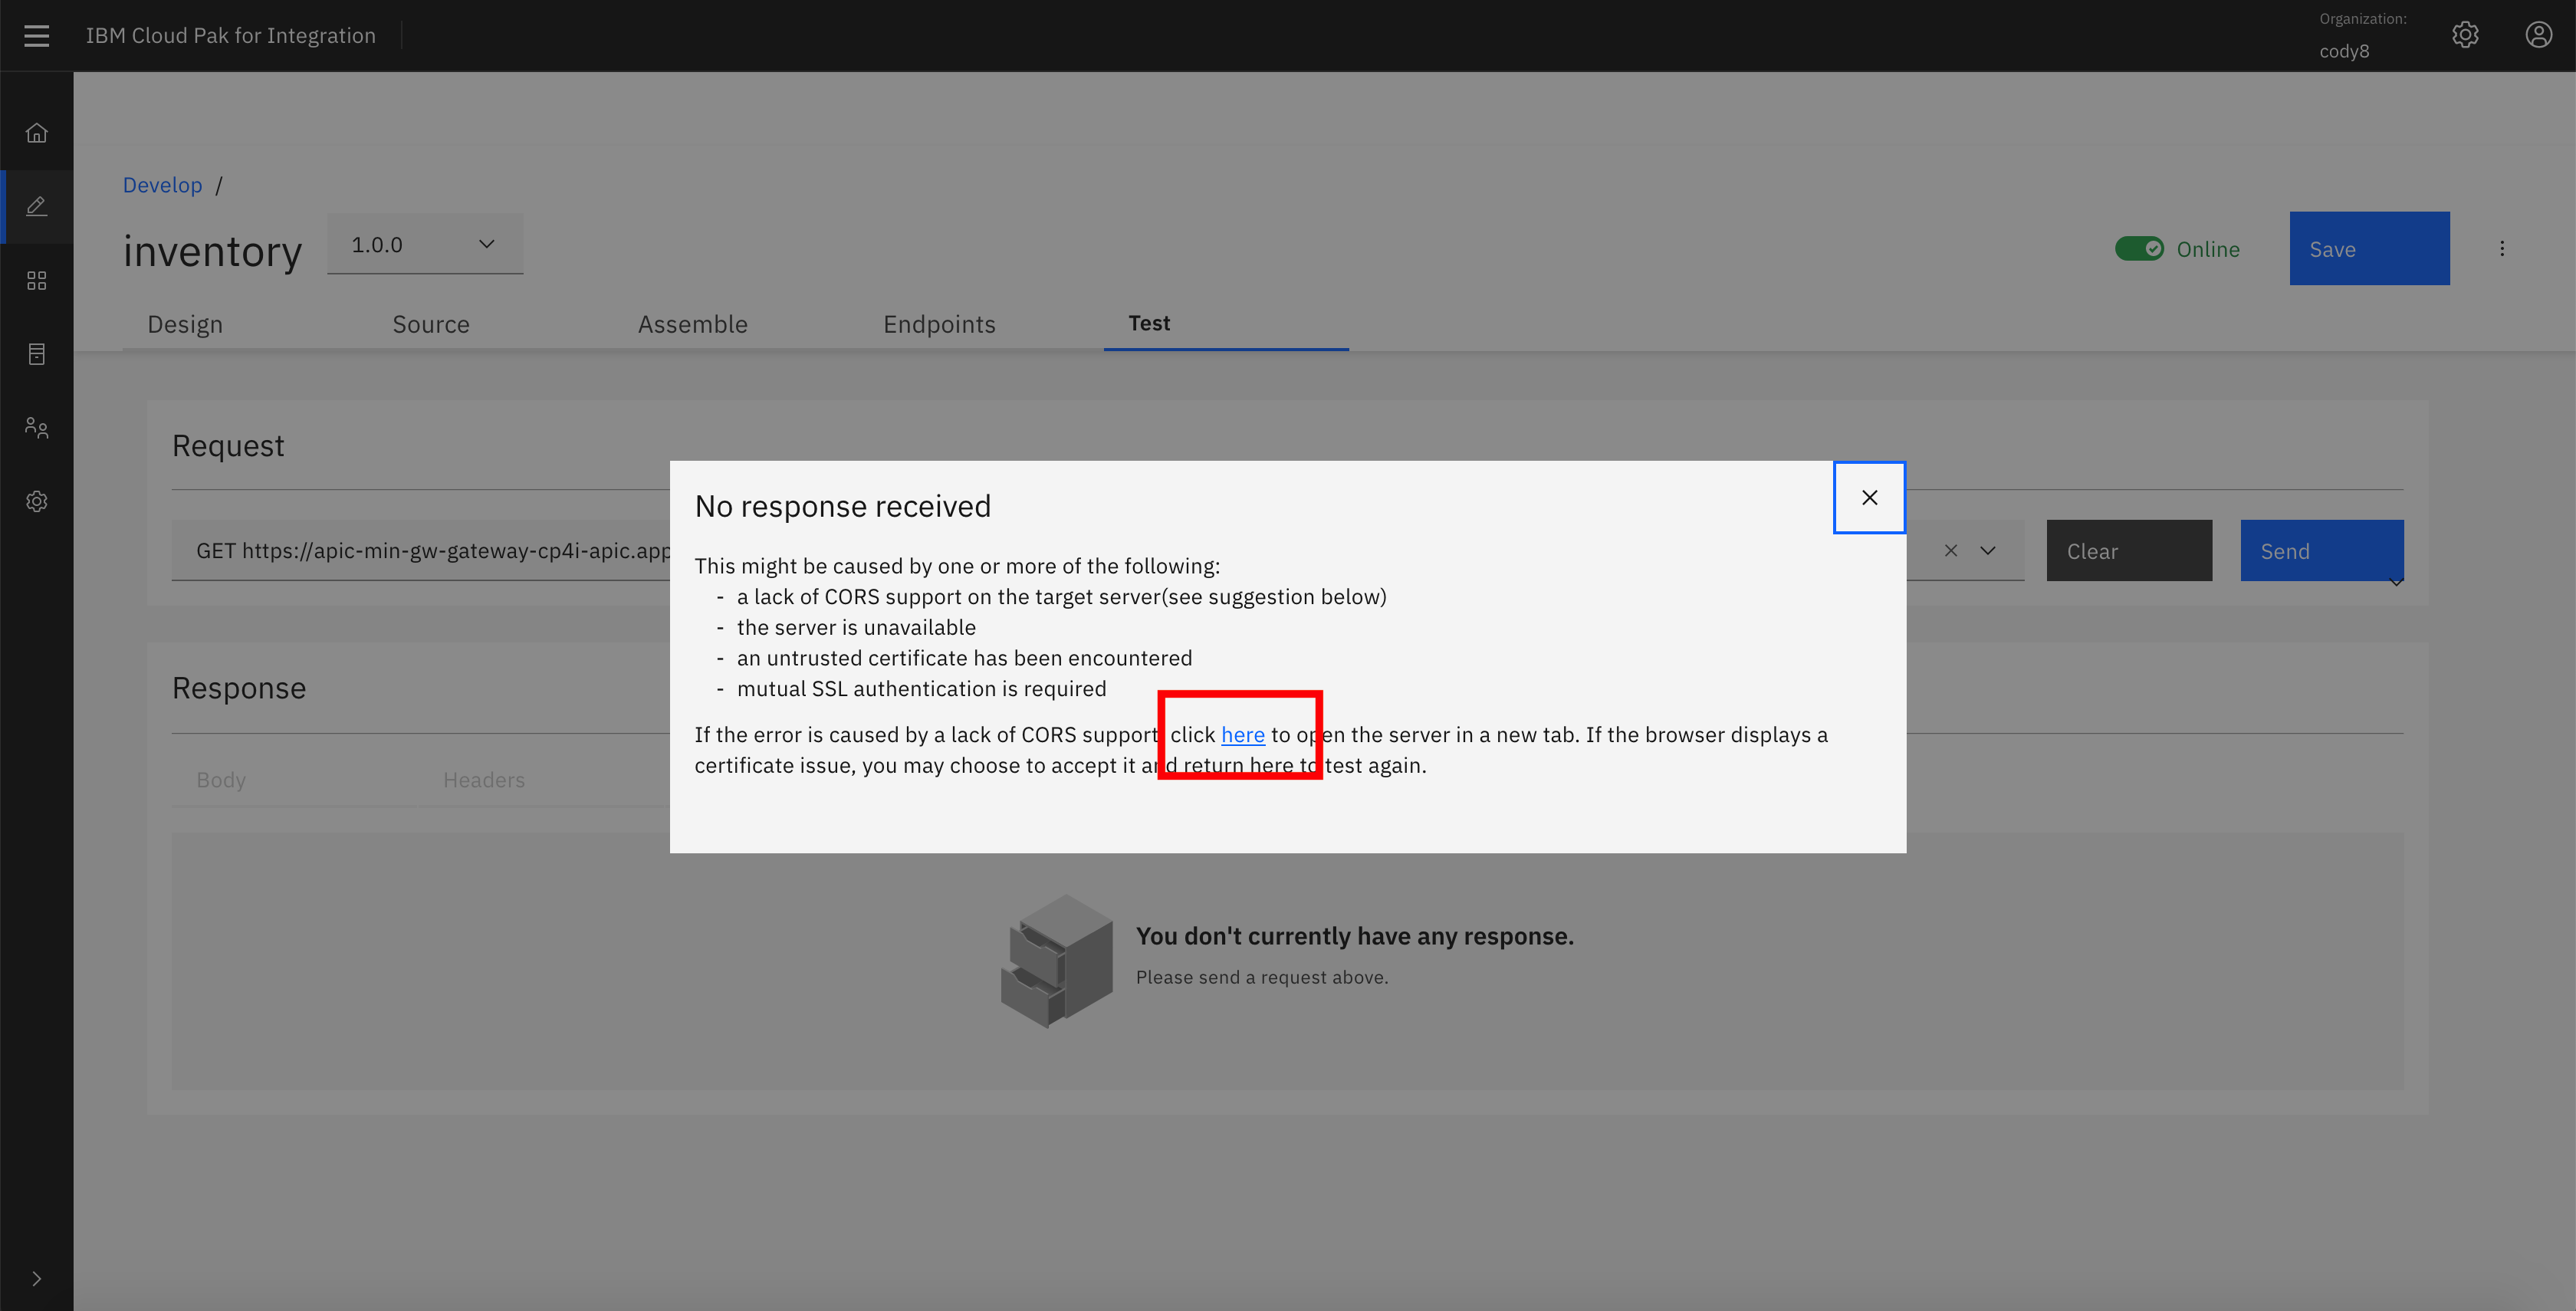 IBM Cloud Pak for Integration
Organization:
cody8
Develop /
inventory
1.0.0
Online
Save
Design
Source
Assemble
Endpoints
Test
Request
GET https://apic-min-gw-gateway-cp4i-apic.app
Clear
Send
Response
Body
Headers
No response received
This might be caused by one or more of the following:
- a lack of CORS support on the target server(see suggestion below)
- the server is unavailable
- an untrusted certificate has been encountered
- mutual SSL authentication is required
If the error is caused by a lack of CORS support click here to open the server in a new tab. If the browser displays a
certificate issue, you may choose to accept it and return here to test again.
You don't currently have any response.
Please send a request above.